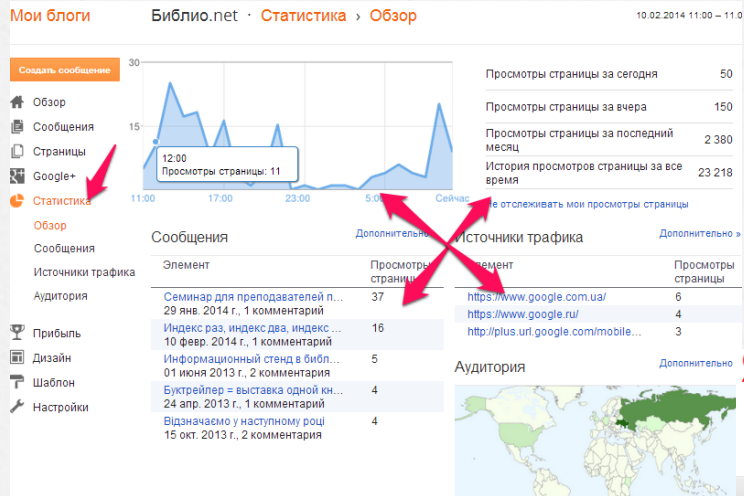 Мои блоги
Библио.net · Статистика › Обзор
10.02.2014 11:00 – 11.0
Создать сообщение
Обзор
Сообщения
Страницы
Google+
Статистика
Обзор
Сообщения
Источники трафика
Аудитория
Прибыль
Дизайн
Шаблон
Настройки
30
15
12:00
Просмотры страницы: 11
11:00 17:00 23:00 Сейчас
Просмотры страницы за сегодня 50
Просмотры страницы за вчера 150
Просмотры страницы за последний
месяц 2 380
История просмотров страницы за все
время 23 218
не отслеживать мои просмотры страницы
Сообщения
Дополнительно
Элемент Просмотры
страницы
Семинар для преподавателей п... 37
29 янв. 2014 г., 1 комментарий
Индекс раз, индекс два, индекс ... 16
10 февр. 2014 г., 1 комментарий
Информационный стенд в библ... 5
01 июня 2013 г., 2 комментария
Буктрейлер = выставка одной кн... 4
24 апр. 2013 г., 1 комментарий
Відзначаємо у наступному році 4
15 окт. 2013 г., 2 комментария
Источники трафика
Дополнительно »
Элемент Просмотры
страницы
https://www.google.com.ua/ 6
https://www.google.ru/ 4
http://plus.url.google.com/mobile... 3
Аудитория
Дополнительно